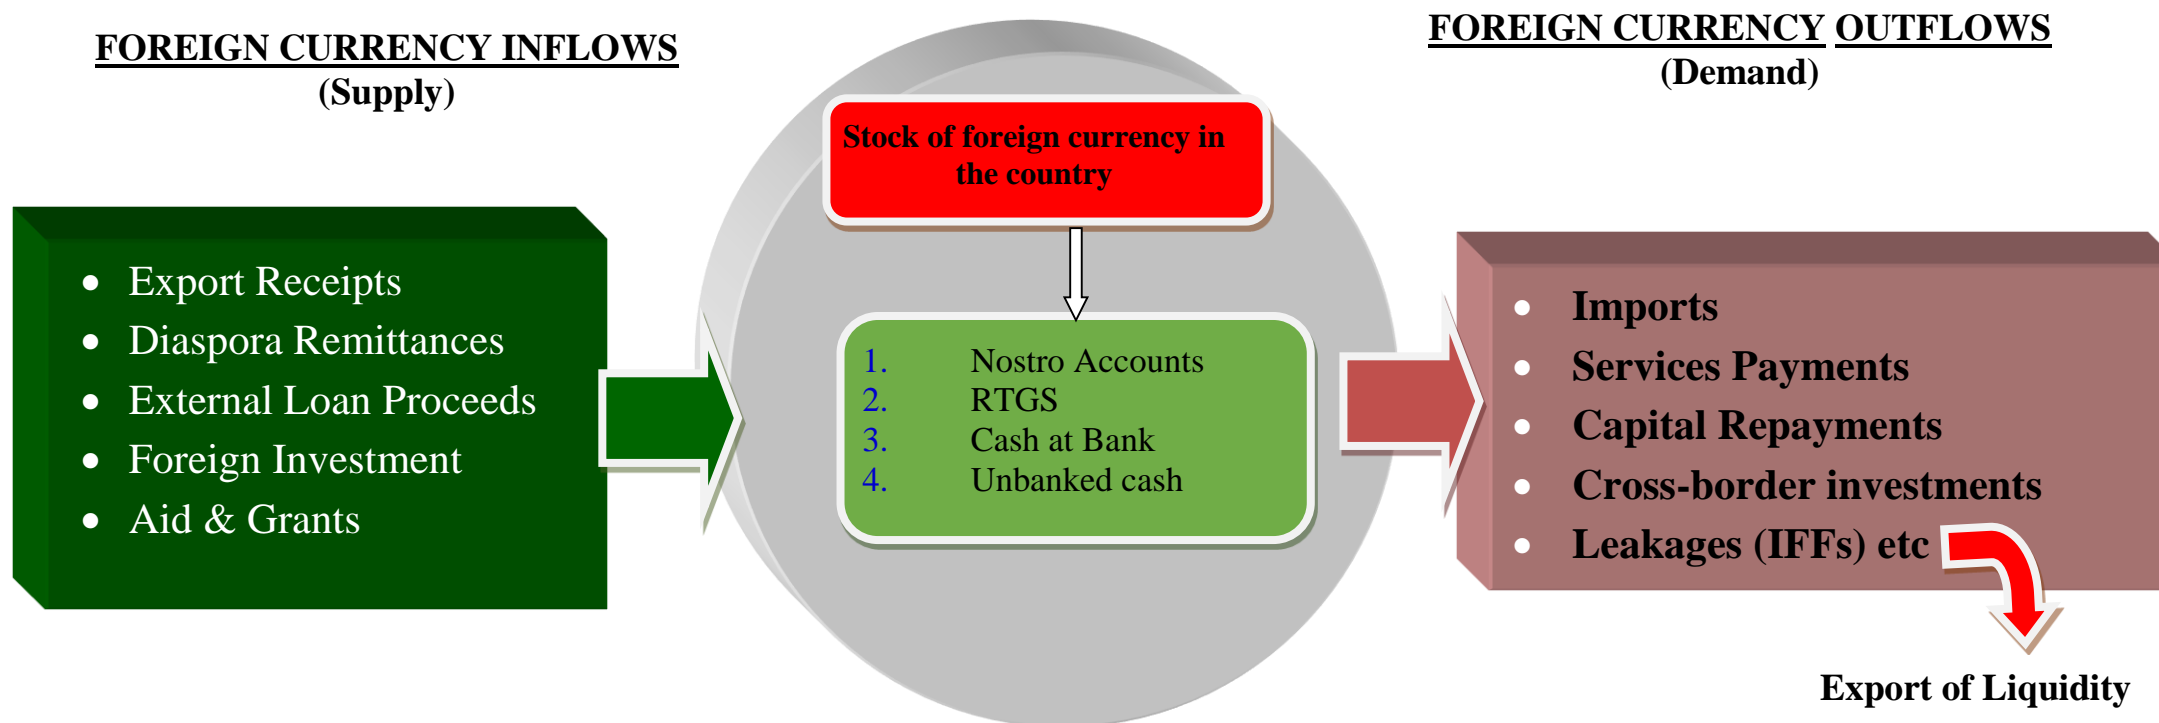 FOREIGN CURRENCY INFLOWS
(Supply)
• Export Receipts
• Diaspora Remittances
• External Loan Proceeds
• Foreign Investment
• Aid & Grants
Stock of foreign currency in
the country
1. Nostro Accounts
2. RTGS
3. Cash at Bank
4. Unbanked cash
FOREIGN CURRENCY OUTFLOWS
(Demand)
• Imports
• Services Payments
• Capital Repayments
• Cross-border investments
• Leakages (IFFs) etc
Export of Liquidity